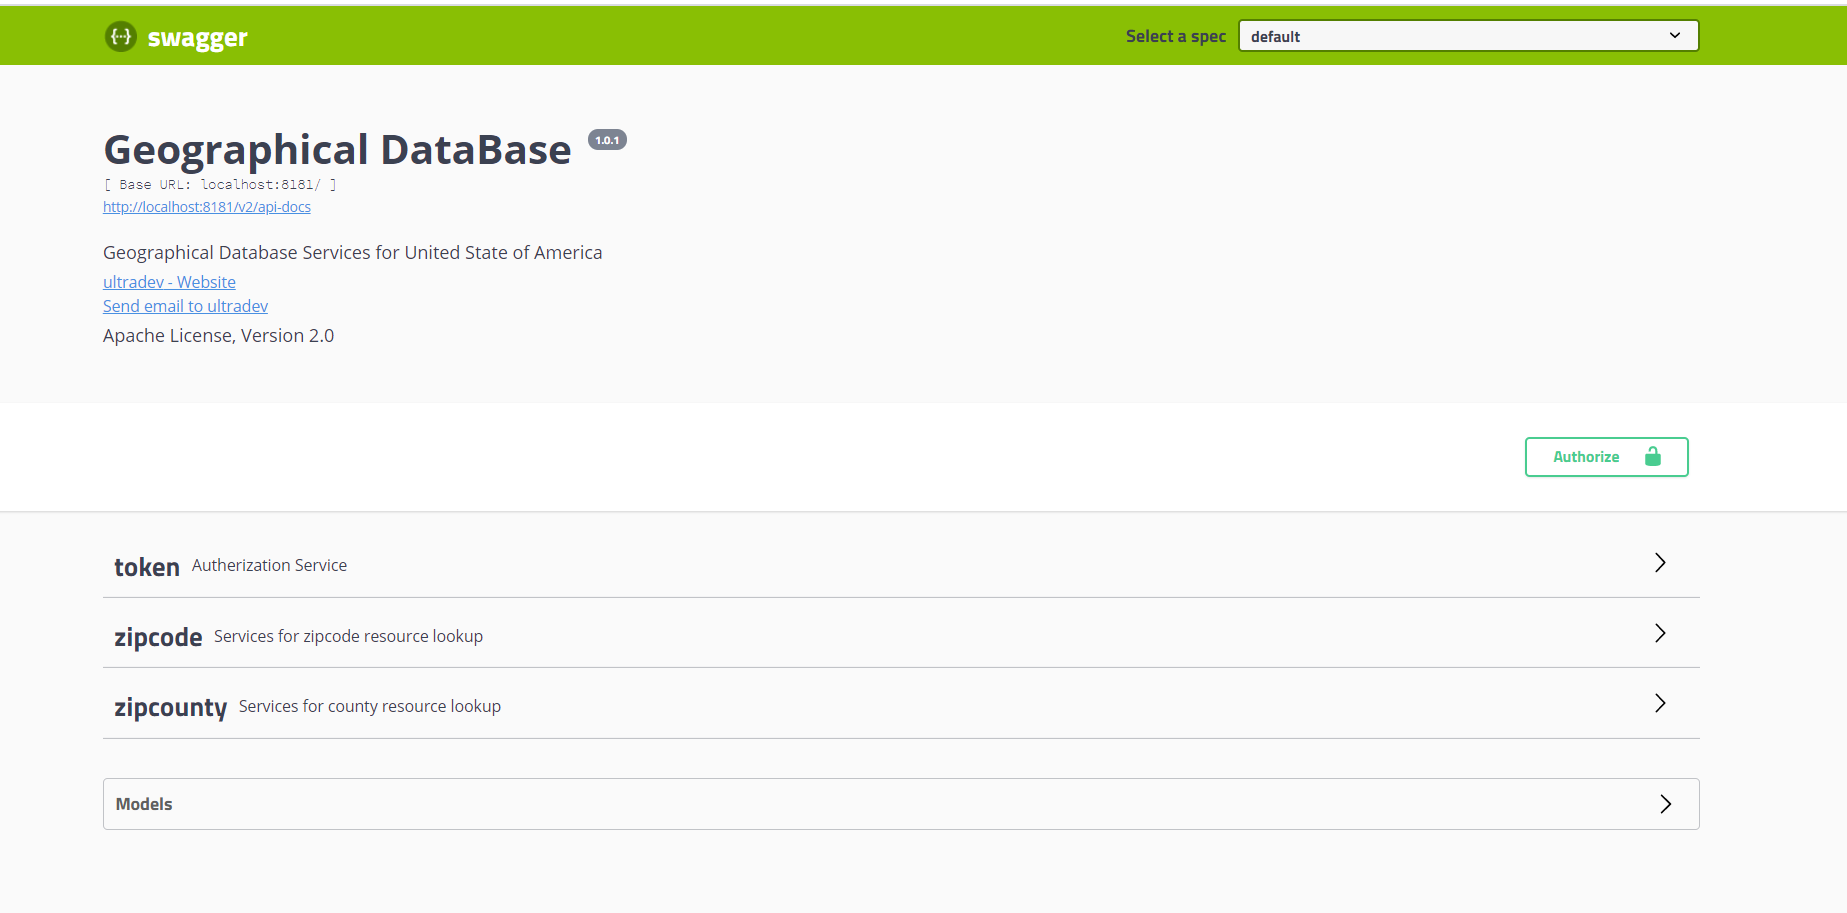 {...} swagger
Select a spec default
Geographical DataBase 1.0.1
[ Base URL: localhost:8181/ ]
http://localhost:8181/v2/api-docs
Geographical Database Services for United State of America
ultradev - Website
Send email to ultradev
Apache License, Version 2.0
Authorize
token Autherization Service
zipcode Services for zipcode resource lookup
zipcounty Services for county resource lookup
Models